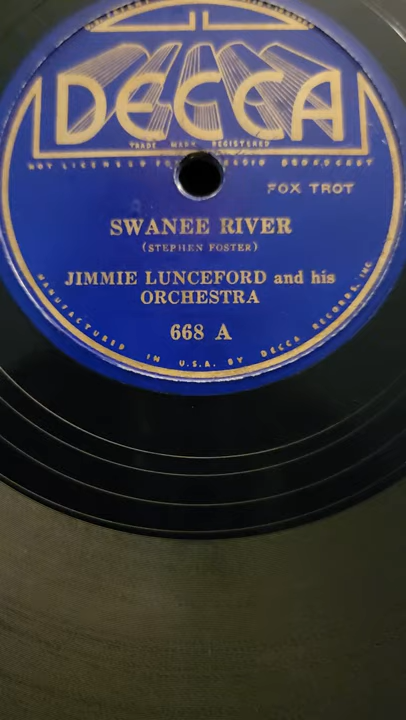 DECCA
TRADE MARK REGISTERED
NOT LICENSED RADIO BROADCAST
FOX TROT
SWANEE RIVER
(STEPHEN FOSTER)
JIMMIE LUNCEFORD and his
ORCHESTRA
668 A
MANUFACTURED IN U.S.A. BY DECCA RECORDS, INC.